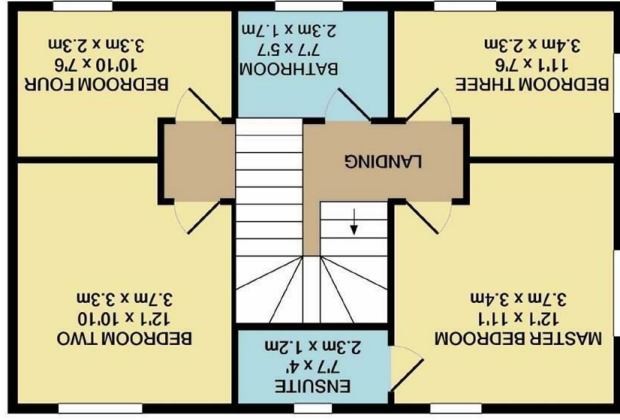 MASTER BEDROOM
12'1 x 11'1
3.7m x 3.4m
ENSUITE
7'7 x 4'
2.3m x 1.2m
BEDROOM TWO
12'1 x 10'10
3.7m x 3.3m
LANDING
BEDROOM THREE
11'1 x 7'6
3.4m x 2.3m
BATHROOM
7'7 x 5'7
2.3m x 1.7m
BEDROOM FOUR
10'10 x 7'6
3.3m x 2.3m